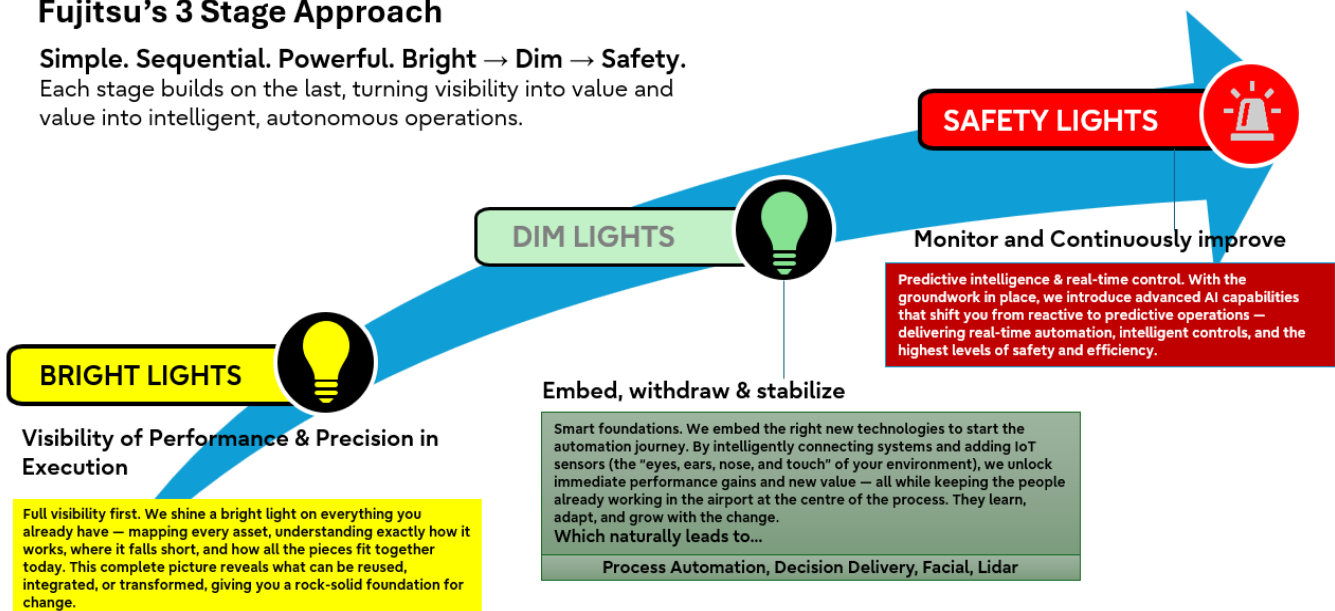 Fujitsu's 3 Stage Approach
Simple. Sequential. Powerful. Bright → Dim → Safety.
Each stage builds on the last, turning visibility into value and
value into intelligent, autonomous operations.
SAFETY LIGHTS
Monitor and Continuously improve
Predictive intelligence & real-time control. With the
groundwork in place, we introduce advanced AI capabilities
that shift you from reactive to predictive operations —
delivering real-time automation, intelligent controls, and the
highest levels of safety and efficiency.
DIM LIGHTS
Embed, withdraw & stabilize
Smart foundations. We embed the right new technologies to start the
automation journey. By intelligently connecting systems and adding IoT
sensors (the “eyes, ears, nose, and touch” of your environment), we unlock
immediate performance gains and new value — all while keeping the people
already working in the airport at the centre of the process. They learn,
adapt, and grow with the change.
Which naturally leads to...
Process Automation, Decision Delivery, Facial, Lidar
BRIGHT LIGHTS
Visibility of Performance & Precision in
Execution
Full visibility first. We shine a bright light on everything you
already have — mapping every asset, understanding exactly how it
works, where it falls short, and how all the pieces fit together
today. This complete picture reveals what can be reused,
integrated, or transformed, giving you a rock-solid foundation for
change.